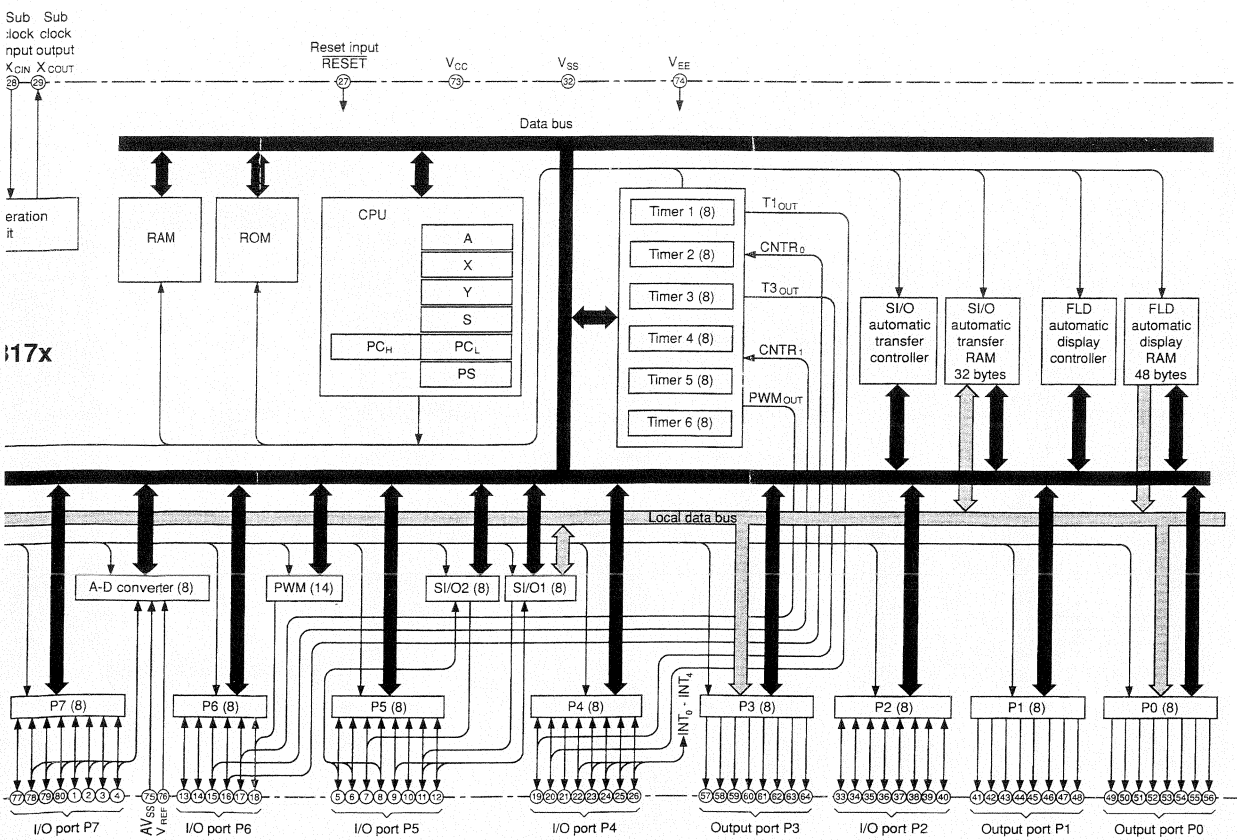 Sub Sub
clock clock
input output
XCIN XCOUT
28 29
Reset input
RESET
27
VCC
73
VSS
32
VEE
74
Data bus
eration
it
RAM
ROM
CPU
A
X
Y
S
PCH PCL
PS
317x
Timer 1 (8)
Timer 2 (8)
Timer 3 (8)
Timer 4 (8)
Timer 5 (8)
Timer 6 (8)
T1OUT
CNTR0
T3OUT
CNTR1
PWMOUT
SI/O
automatic
transfer
controller
SI/O
automatic
transfer
RAM
32 bytes
FLD
automatic
display
controller
FLD
automatic
display
RAM
48 bytes
Local data bus
A-D converter (8)
PWM (14)
SI/O2 (8)
SI/O1 (8)
P7 (8)
P6 (8)
P5 (8)
P4 (8)
INT0 - INT4
P3 (8)
P2 (8)
P1 (8)
P0 (8)
77 78 79 80 1 2 3 4
75 76
13 14 15 16 17 18
5 6 7 8 9 10 11 12
19 20 21 22 23 24 25 26
57 58 59 60 61 62 63 64
33 34 35 36 37 38 39 40
41 42 43 44 45 46 47 48
49 50 51 52 53 54 55 56
I/O port P7
AVSS
VREF
I/O port P6
I/O port P5
I/O port P4
Output port P3
I/O port P2
Output port P1
Output port P0